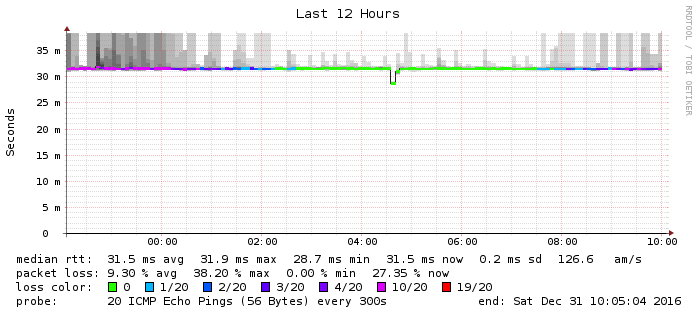 Last 12 Hours
RRDTOOL / TOBI OETIKER
Seconds
35 m
30 m
25 m
20 m
15 m
10 m
5 m
0
00:00 02:00 04:00 06:00 08:00 10:00
median rtt: 31.5 ms avg 31.9 ms max 28.7 ms min 31.5 ms now 0.2 ms sd 126.6 am/s
packet loss: 9.30 % avg 38.20 % max 0.00 % min 27.35 % now
loss color: 0 1/20 2/20 3/20 4/20 10/20 19/20
probe: 20 ICMP Echo Pings (56 Bytes) every 300s end: Sat Dec 31 10:05:04 2016